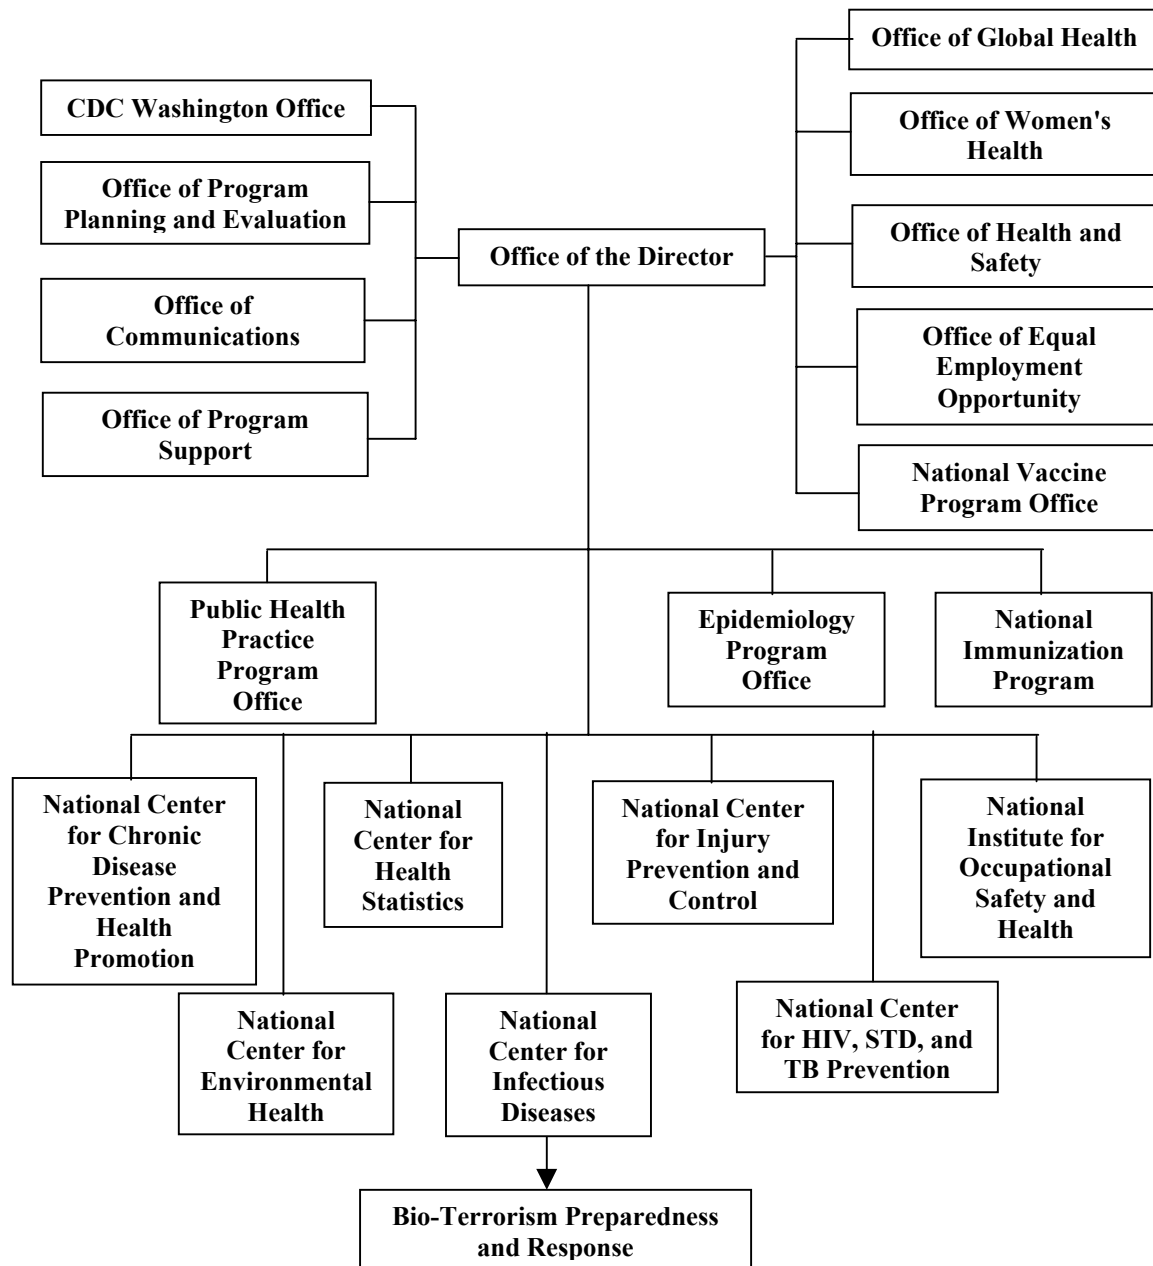 Office of Global Health
CDC Washington Office
Office of Women's
Health
Office of Program
Planning and Evaluation
Office of the Director
Office of Health and
Safety
Office of
Communications
Office of Equal
Employment
Opportunity
Office of Program
Support
National Vaccine
Program Office
Public Health
Practice
Program
Office
Epidemiology
Program
Office
National
Immunization
Program
National Center
for Chronic
Disease
Prevention and
Health
Promotion
National
Center for
Health
Statistics
National Center
for Injury
Prevention and
Control
National
Institute for
Occupational
Safety and
Health
National
Center for
Environmental
Health
National
Center for
Infectious
Diseases
National Center
for HIV, STD, and
TB Prevention
Bio-Terrorism Preparedness
and Response